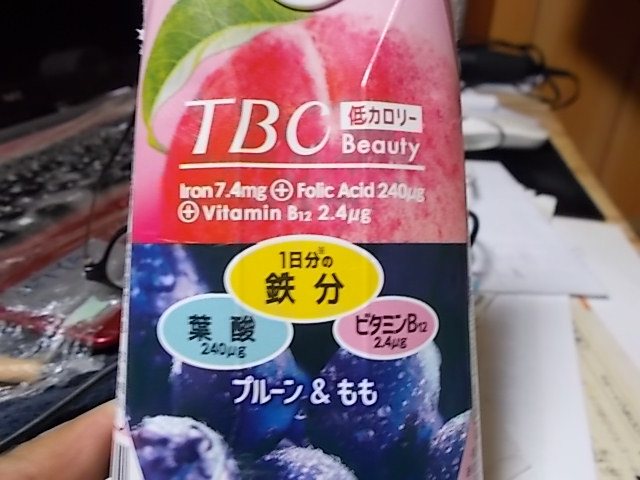 TBC 低カロリー
Beauty
Iron 7.4mg ⊕ Folic Acid 240µg
⊕ Vitamin B12 2.4µg
1日分の※
鉄分
葉酸
240µg
ビタミンB12
2.4µg
プルーン & もも